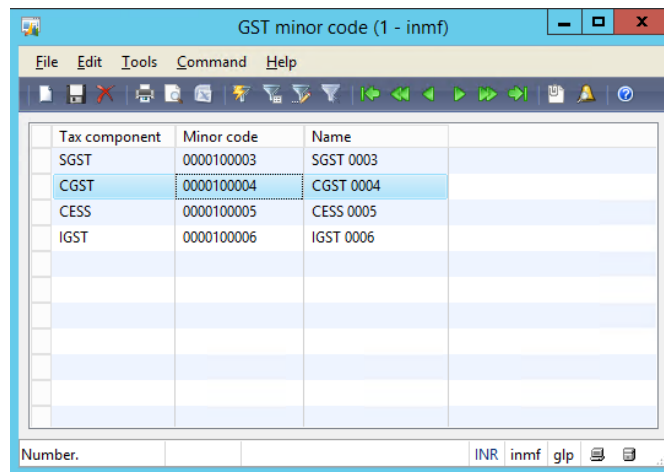 GST minor code (1 - inmf)
File Edit Tools Command Help
Tax component Minor code Name
SGST 0000100003 SGST 0003
CGST 0000100004 CGST 0004
CESS 0000100005 CESS 0005
IGST 0000100006 IGST 0006
Number. INR inmf glp